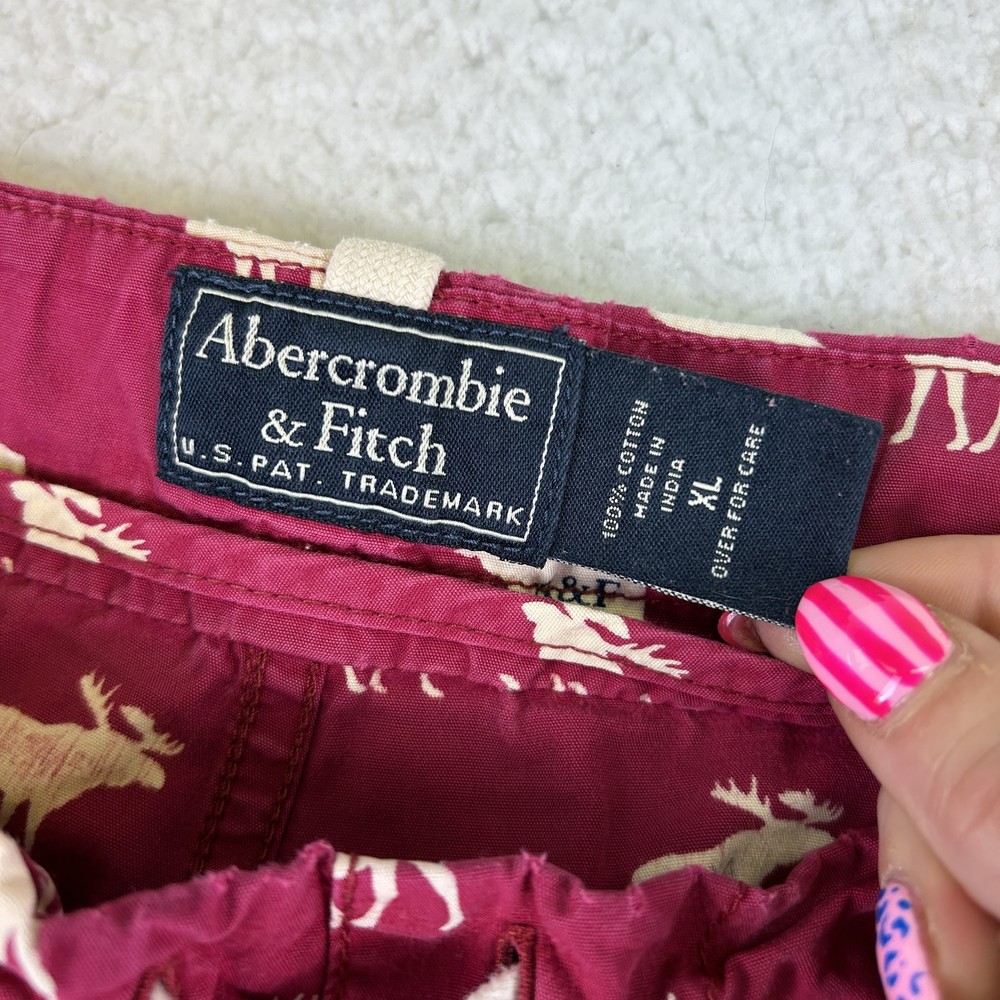 Abercrombie
& Fitch
U.S. PAT. TRADEMARK
100% COTTON
MADE IN
INDIA
XL
OVER FOR CARE
&F